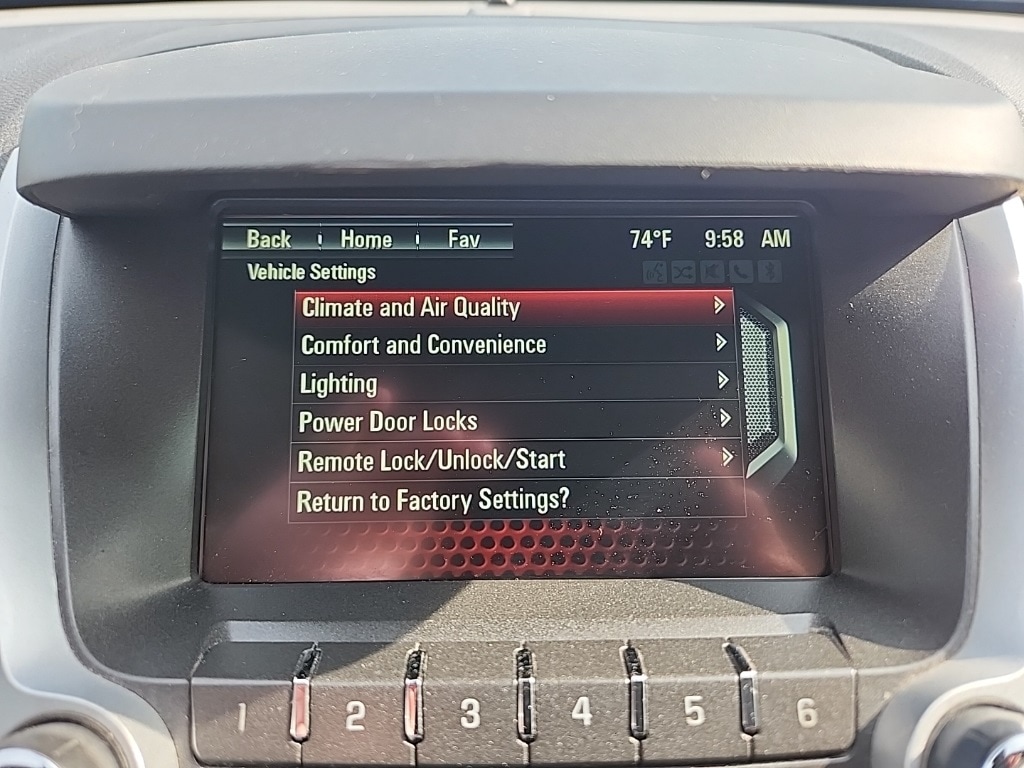 Back Home Fav 74°F 9:58 AM
Vehicle Settings
Climate and Air Quality
Comfort and Convenience
Lighting
Power Door Locks
Remote Lock/Unlock/Start
Return to Factory Settings?
1 2 3 4 5 6